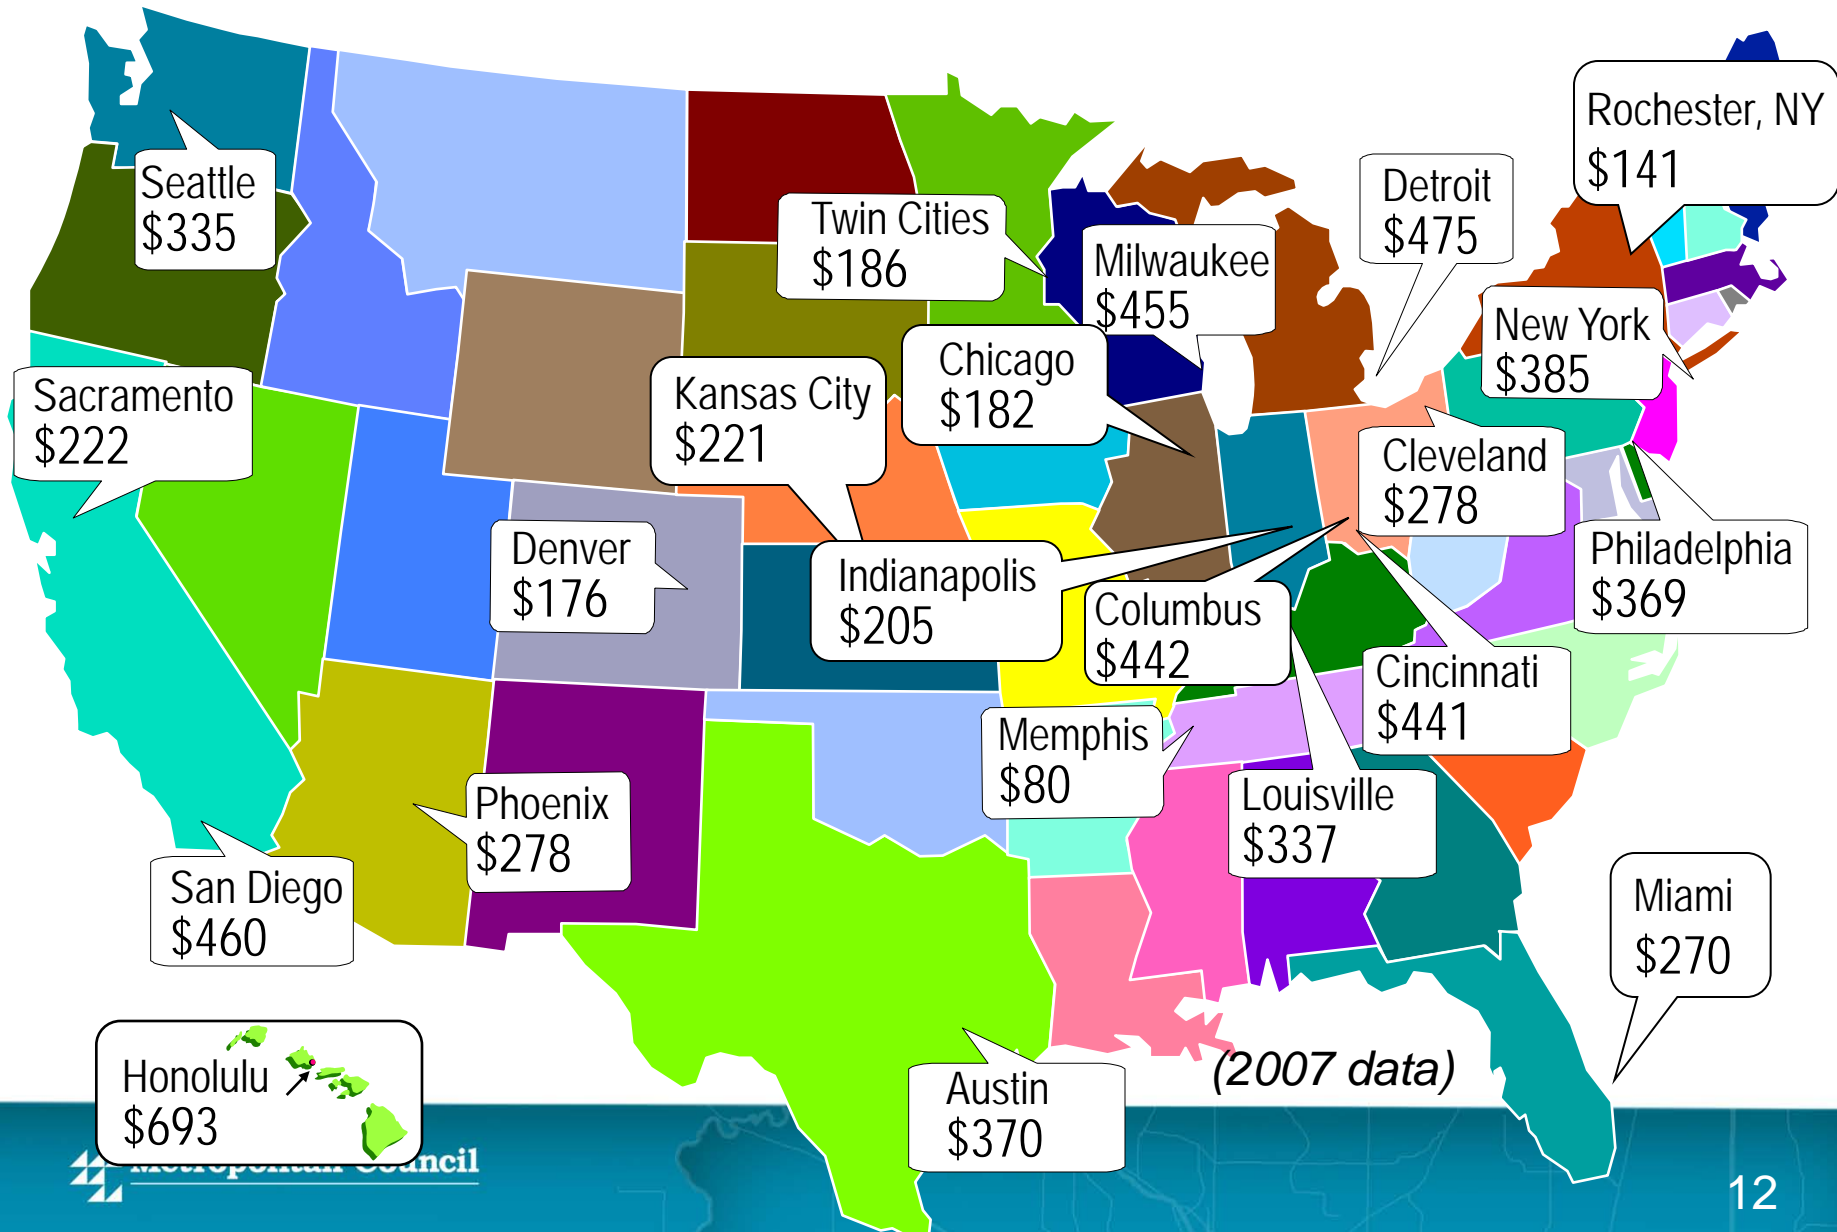 Rochester, NY
$141
Seattle
$335
Twin Cities
$186
Detroit
$475
Milwaukee
$455
New York
$385
Chicago
$182
Kansas City
$221
Sacramento
$222
Cleveland
$278
Denver
$176
Indianapolis
$205
Philadelphia
$369
Columbus
$442
Cincinnati
$441
Memphis
$80
Louisville
$337
Phoenix
$278
San Diego
$460
Miami
$270
Honolulu
$693
Austin
$370
(2007 data)
Metropolitan Council
12